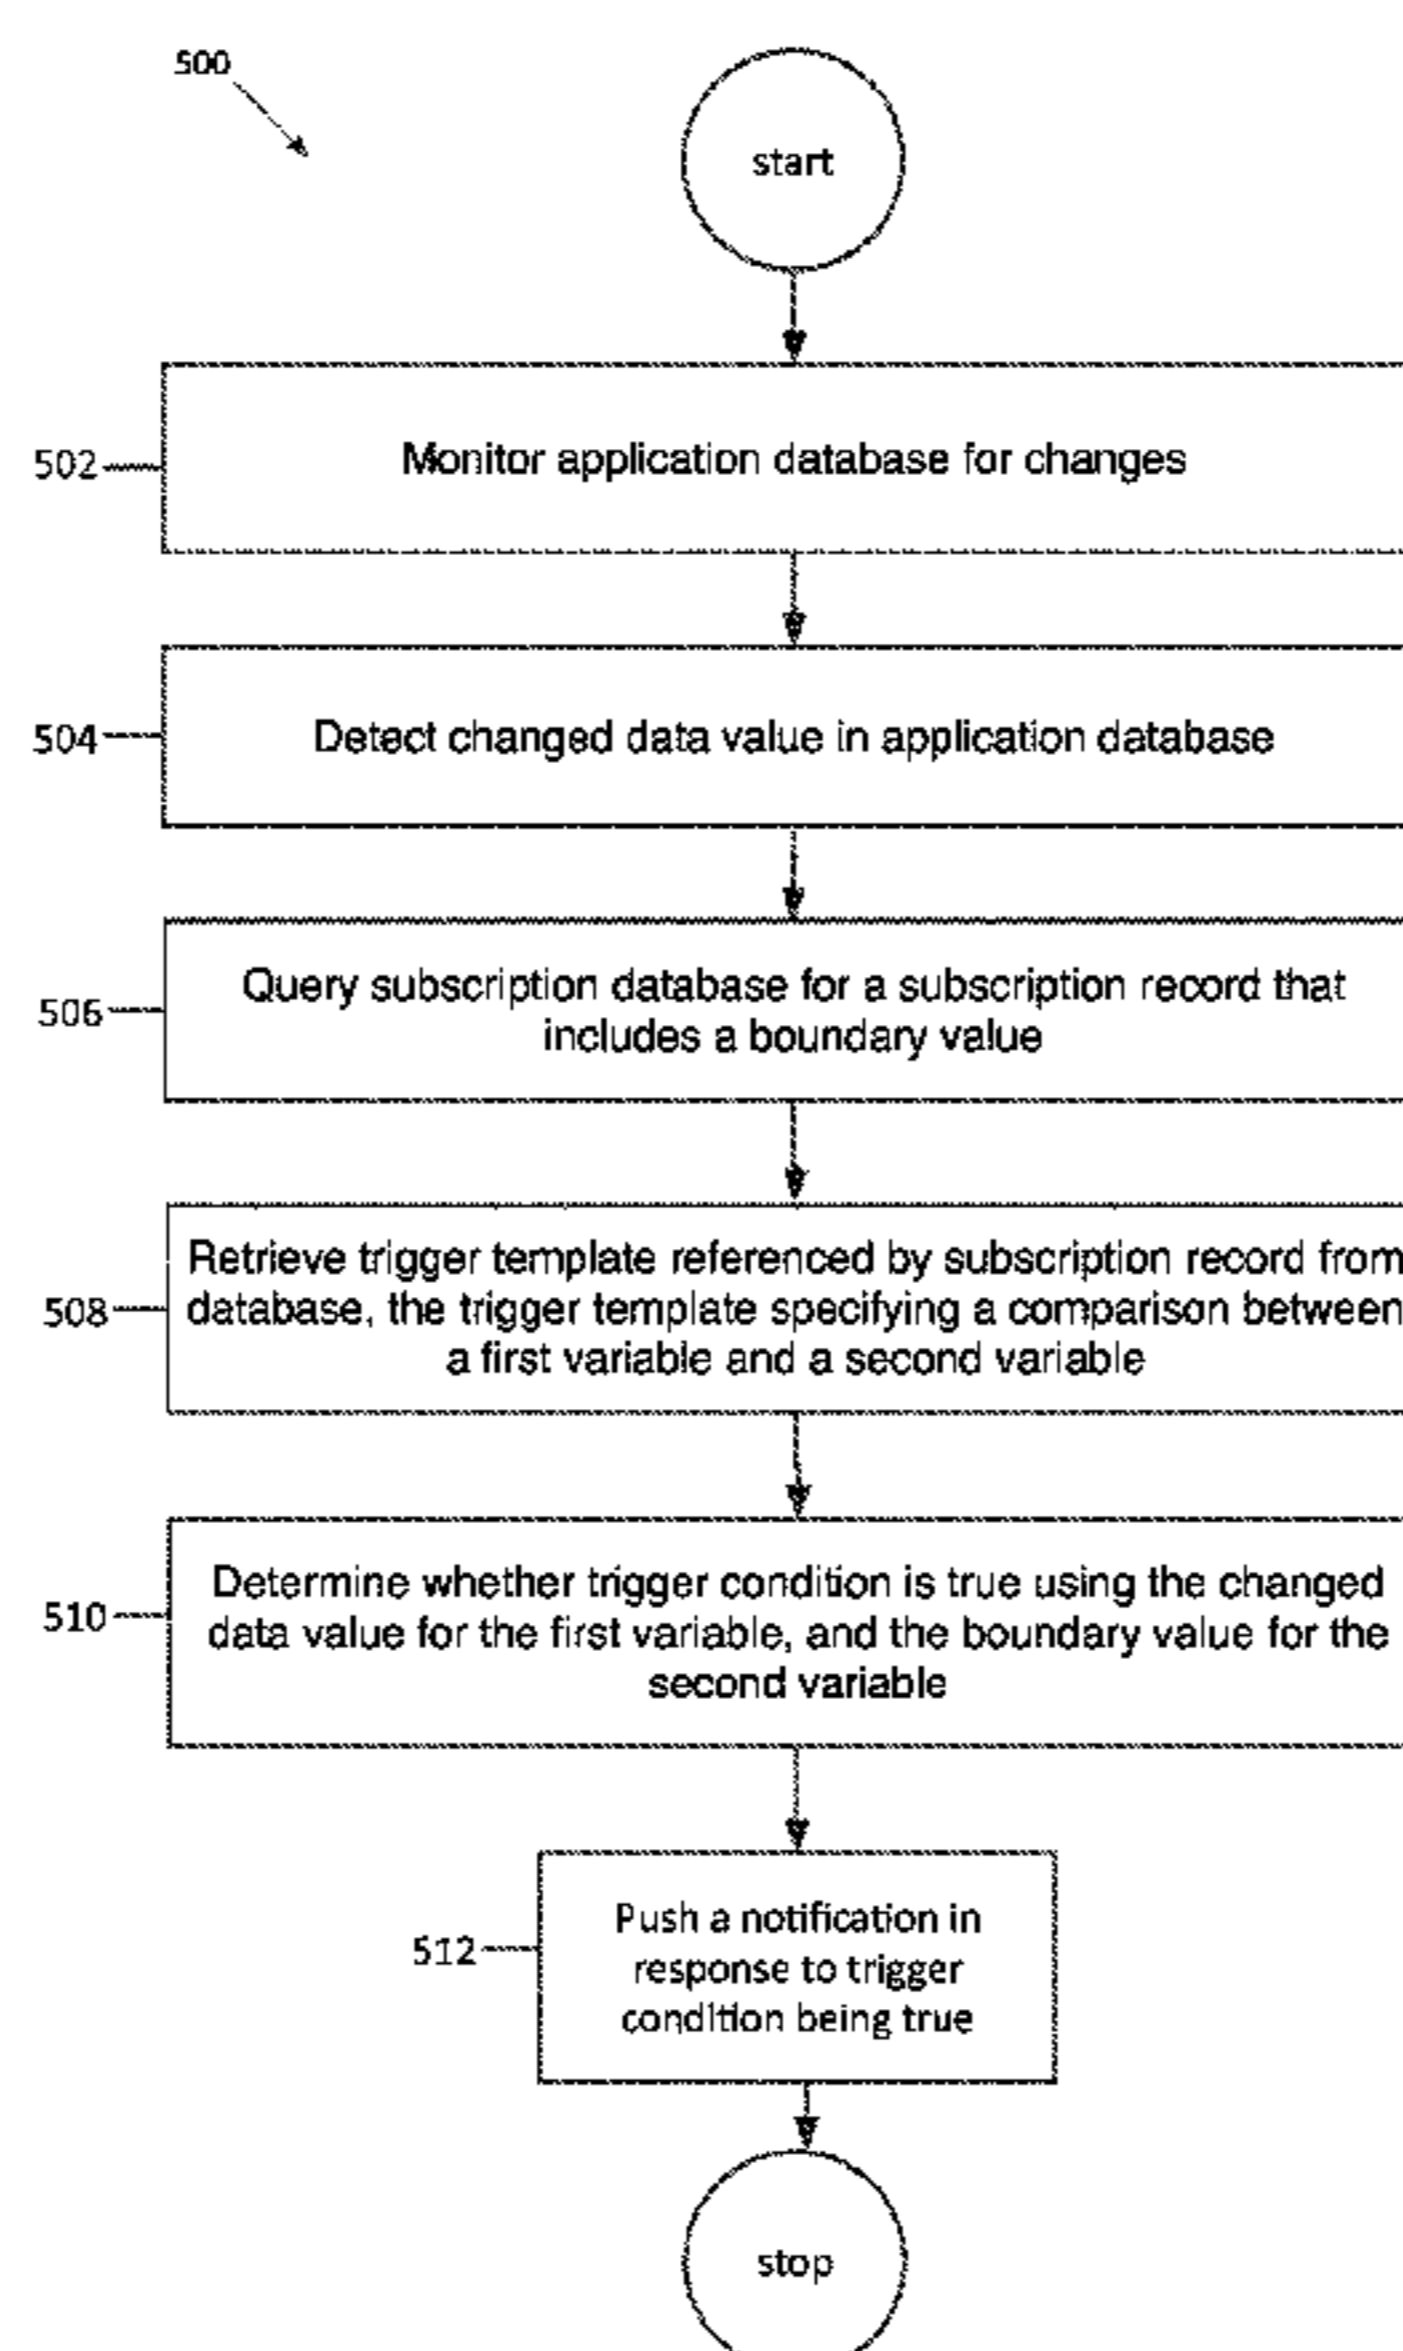 500
start
502
Monitor application database for changes
504
Detect changed data value in application database
506
Query subscription database for a subscription record that
includes a boundary value
508
Retrieve trigger template referenced by subscription record from
database, the trigger template specifying a comparison between
a first variable and a second variable
510
Determine whether trigger condition is true using the changed
data value for the first variable, and the boundary value for the
second variable
512
Push a notification in
response to trigger
condition being true
stop